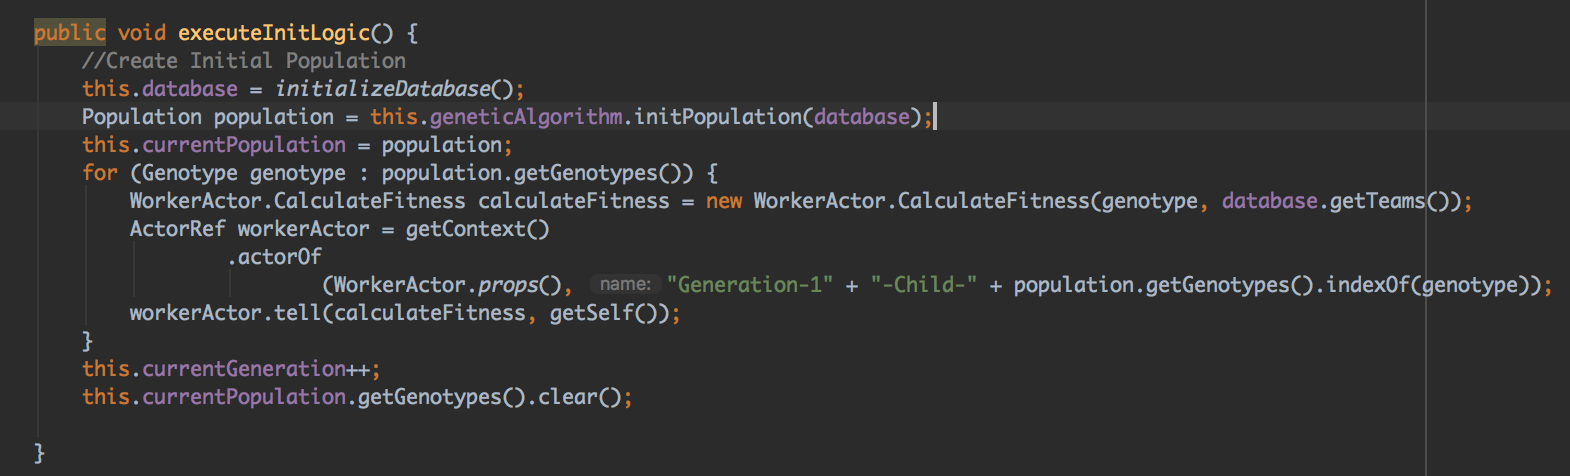 public void executeInitLogic() {
//Create Initial Population
this.database = initializeDatabase();
Population population = this.geneticAlgorithm.initPopulation(database);
this.currentPopulation = population;
for (Genotype genotype : population.getGenotypes()) {
WorkerActor.CalculateFitness calculateFitness = new WorkerActor.CalculateFitness(genotype, database.getTeams());
ActorRef workerActor = getContext()
.actorOf
(WorkerActor.props(), name: "Generation-1" + "-Child-" + population.getGenotypes().indexOf(genotype));
workerActor.tell(calculateFitness, getSelf());
}
this.currentGeneration++;
this.currentPopulation.getGenotypes().clear();
}